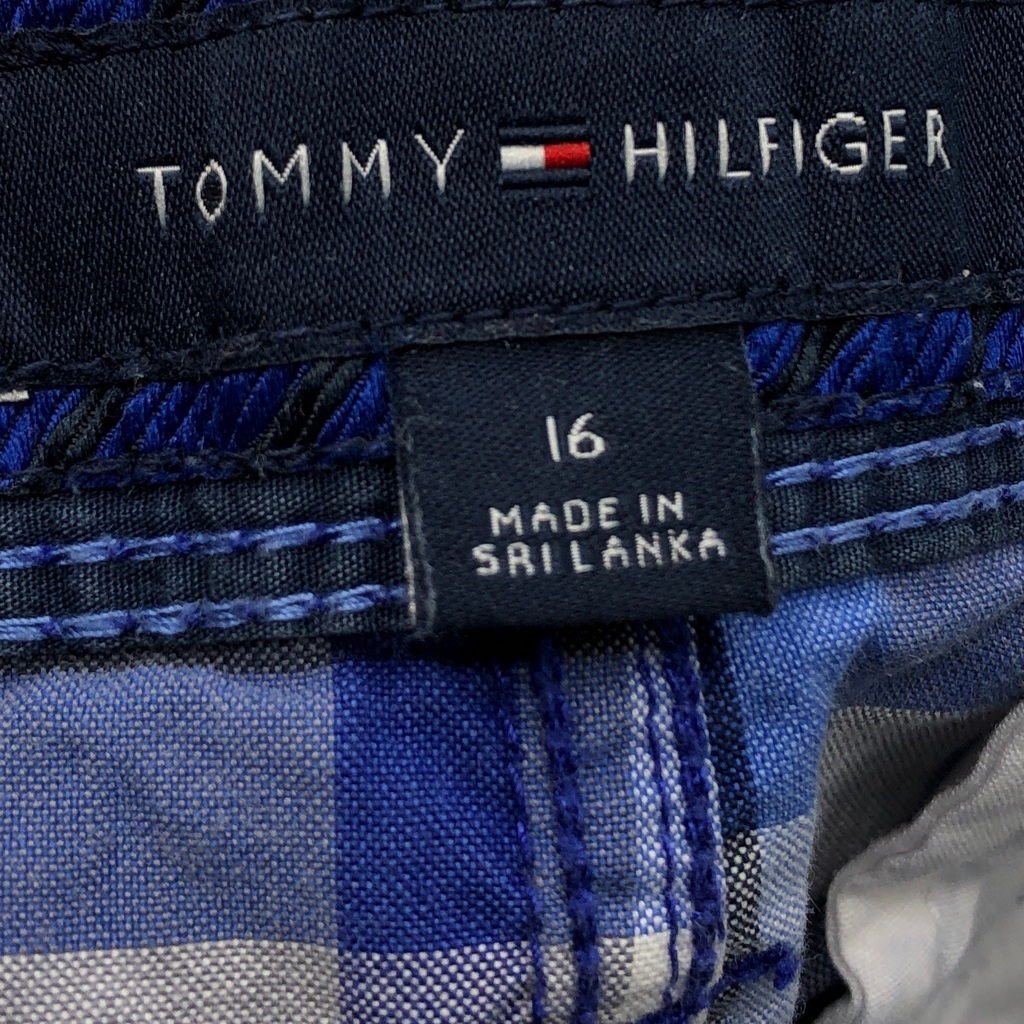 TOMMY HILFIGER
16
MADE IN
SRI LANKA